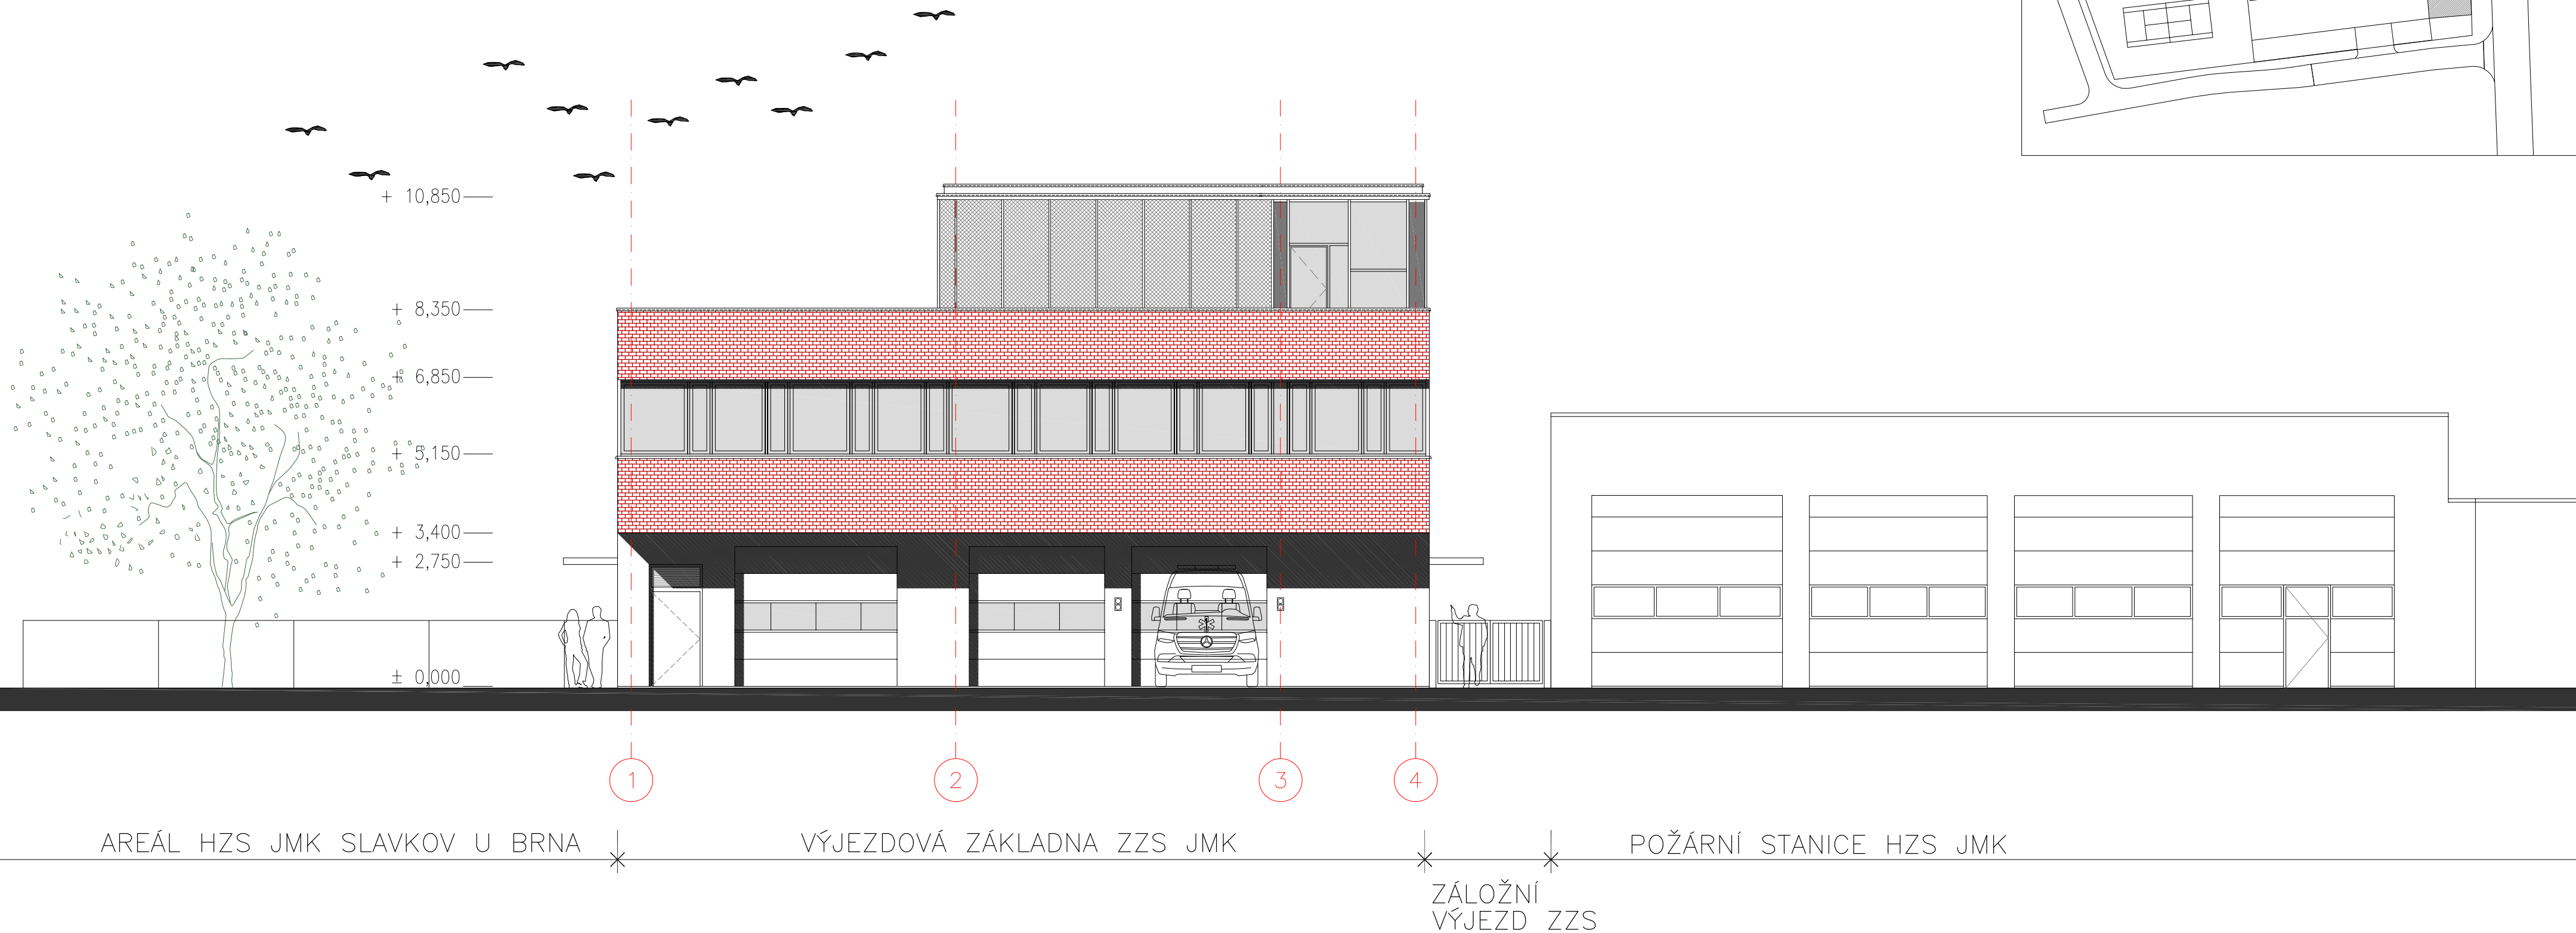 + 10,850
+ 8,350
+ 6,850
+ 5,150
+ 3,400
+ 2,750
± 0,000
1 2 3 4
AREÁL HZS JMK SLAVKOV U BRNA
VÝJEZDOVÁ ZÁKLADNA ZZS JMK
POŽÁRNÍ STANICE HZS JMK
ZÁLOŽNÍ
VÝJEZD ZZS